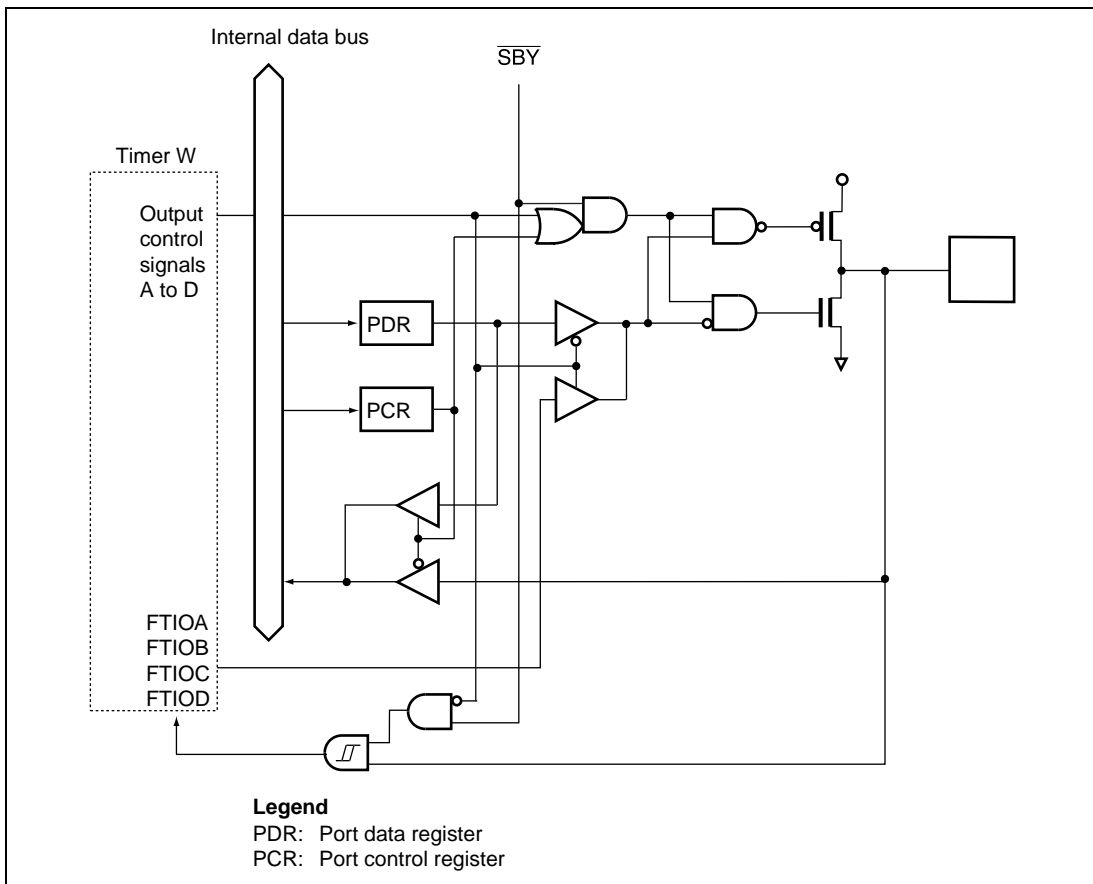 Internal data bus
SBY
Timer W
Output
control
signals
A to D
PDR
PCR
FTIOA
FTIOB
FTIOC
FTIOD
Legend
PDR: Port data register
PCR: Port control register